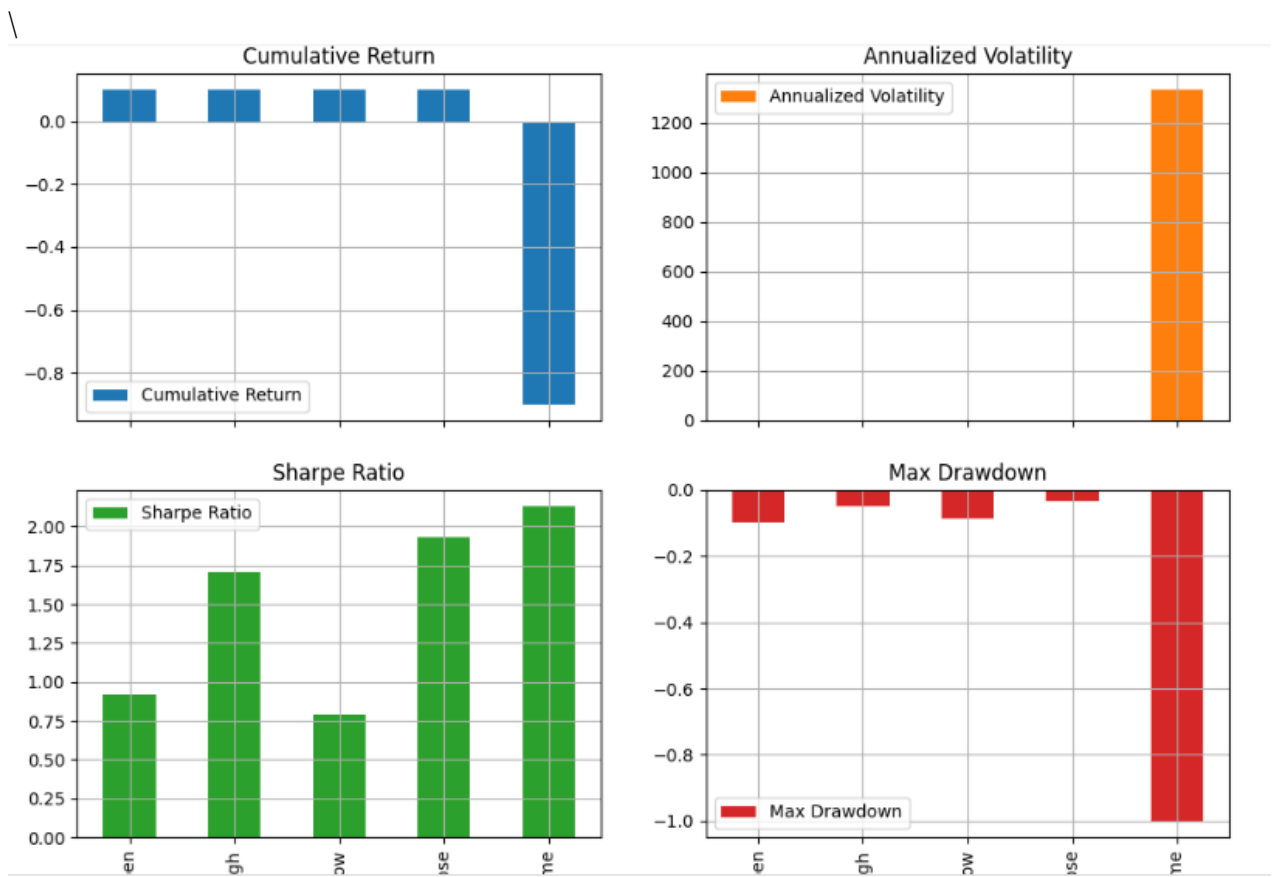 \
Cumulative Return
0.0
−0.2
−0.4
−0.6
−0.8
Cumulative Return
Annualized Volatility
Annualized Volatility
1200
1000
800
600
400
200
0
Sharpe Ratio
Sharpe Ratio
2.00
1.75
1.50
1.25
1.00
0.75
0.50
0.25
0.00
en
gh
ow
se
me
Max Drawdown
0.0
−0.2
−0.4
−0.6
−0.8
−1.0
Max Drawdown
en
gh
ow
se
me